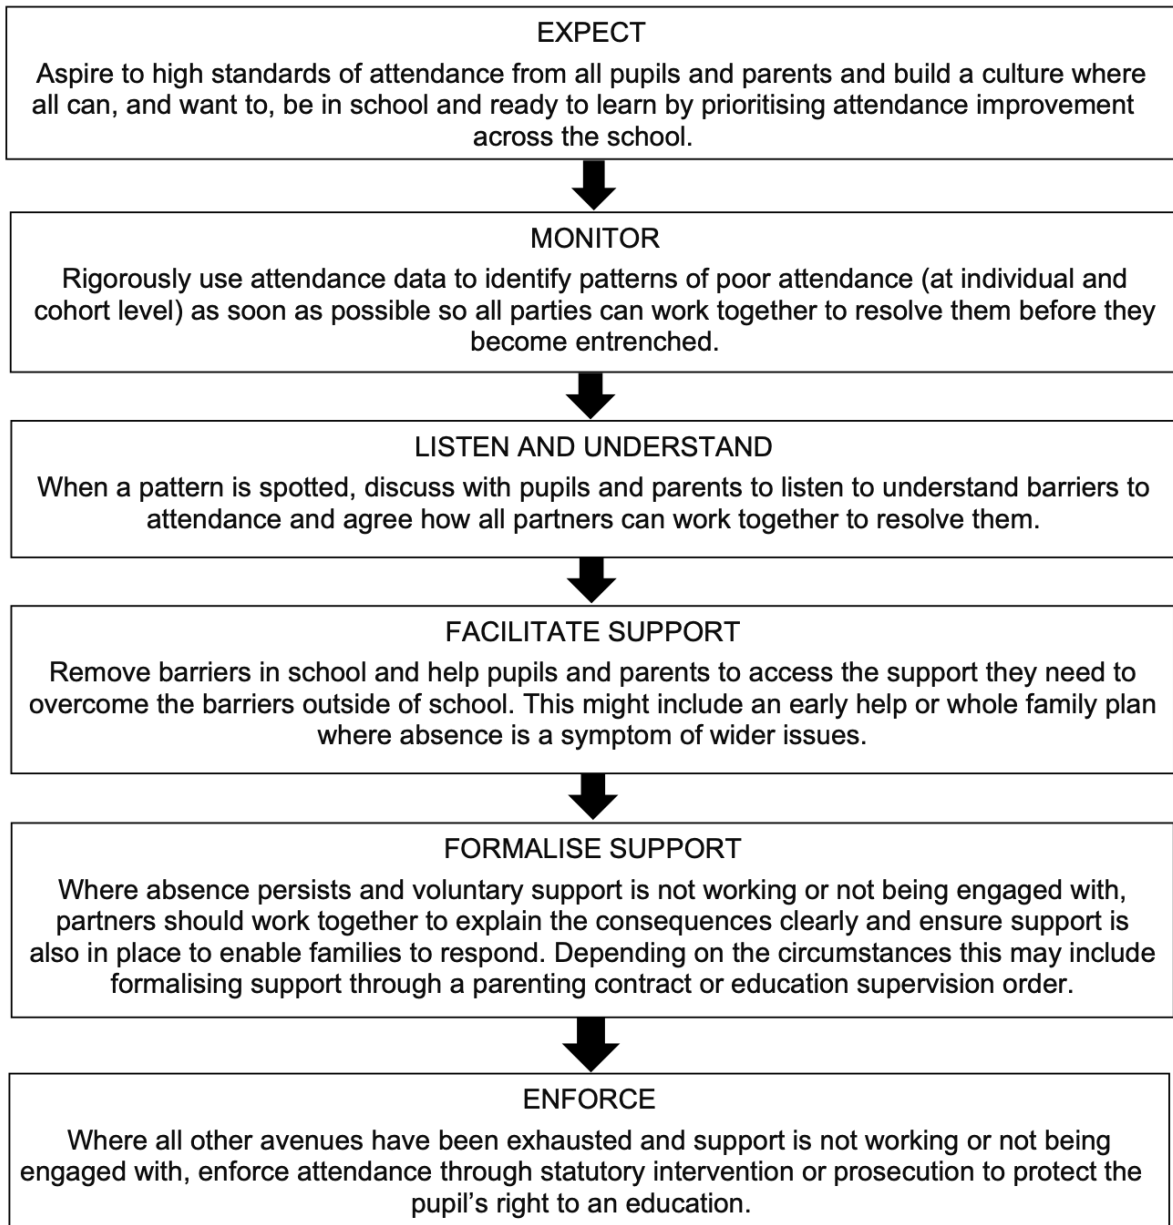 EXPECT
Aspire to high standards of attendance from all pupils and parents and build a culture where
all can, and want to, be in school and ready to learn by prioritising attendance improvement
across the school.
MONITOR
Rigorously use attendance data to identify patterns of poor attendance (at individual and
cohort level) as soon as possible so all parties can work together to resolve them before they
become entrenched.
LISTEN AND UNDERSTAND
When a pattern is spotted, discuss with pupils and parents to listen to understand barriers to
attendance and agree how all partners can work together to resolve them.
FACILITATE SUPPORT
Remove barriers in school and help pupils and parents to access the support they need to
overcome the barriers outside of school. This might include an early help or whole family plan
where absence is a symptom of wider issues.
FORMALISE SUPPORT
Where absence persists and voluntary support is not working or not being engaged with,
partners should work together to explain the consequences clearly and ensure support is
also in place to enable families to respond. Depending on the circumstances this may include
formalising support through a parenting contract or education supervision order.
ENFORCE
Where all other avenues have been exhausted and support is not working or not being
engaged with, enforce attendance through statutory intervention or prosecution to protect the
pupil’s right to an education.